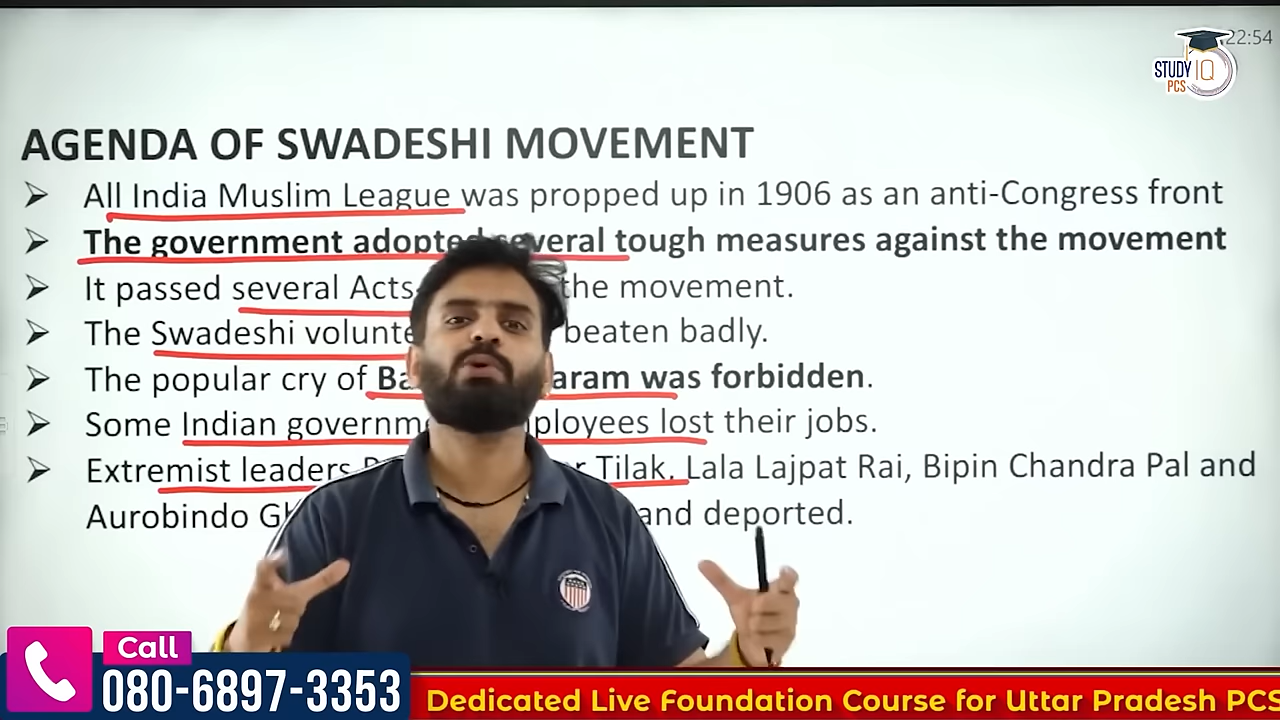 22:54
STUDY IQ
PCS
AGENDA OF SWADESHI MOVEMENT
➢ All India Muslim League was propped up in 1906 as an anti-Congress front
➢ The government adopted several tough measures against the movement
➢ It passed several Acts the movement.
➢ The Swadeshi volunte beaten badly.
➢ The popular cry of Ba aram was forbidden.
➢ Some Indian governme ployees lost their jobs.
➢ Extremist leaders Tilak, Lala Lajpat Rai, Bipin Chandra Pal and
Aurobindo and deported.
Call
080-6897-3353
Dedicated Live Foundation Course for Uttar Pradesh PCS